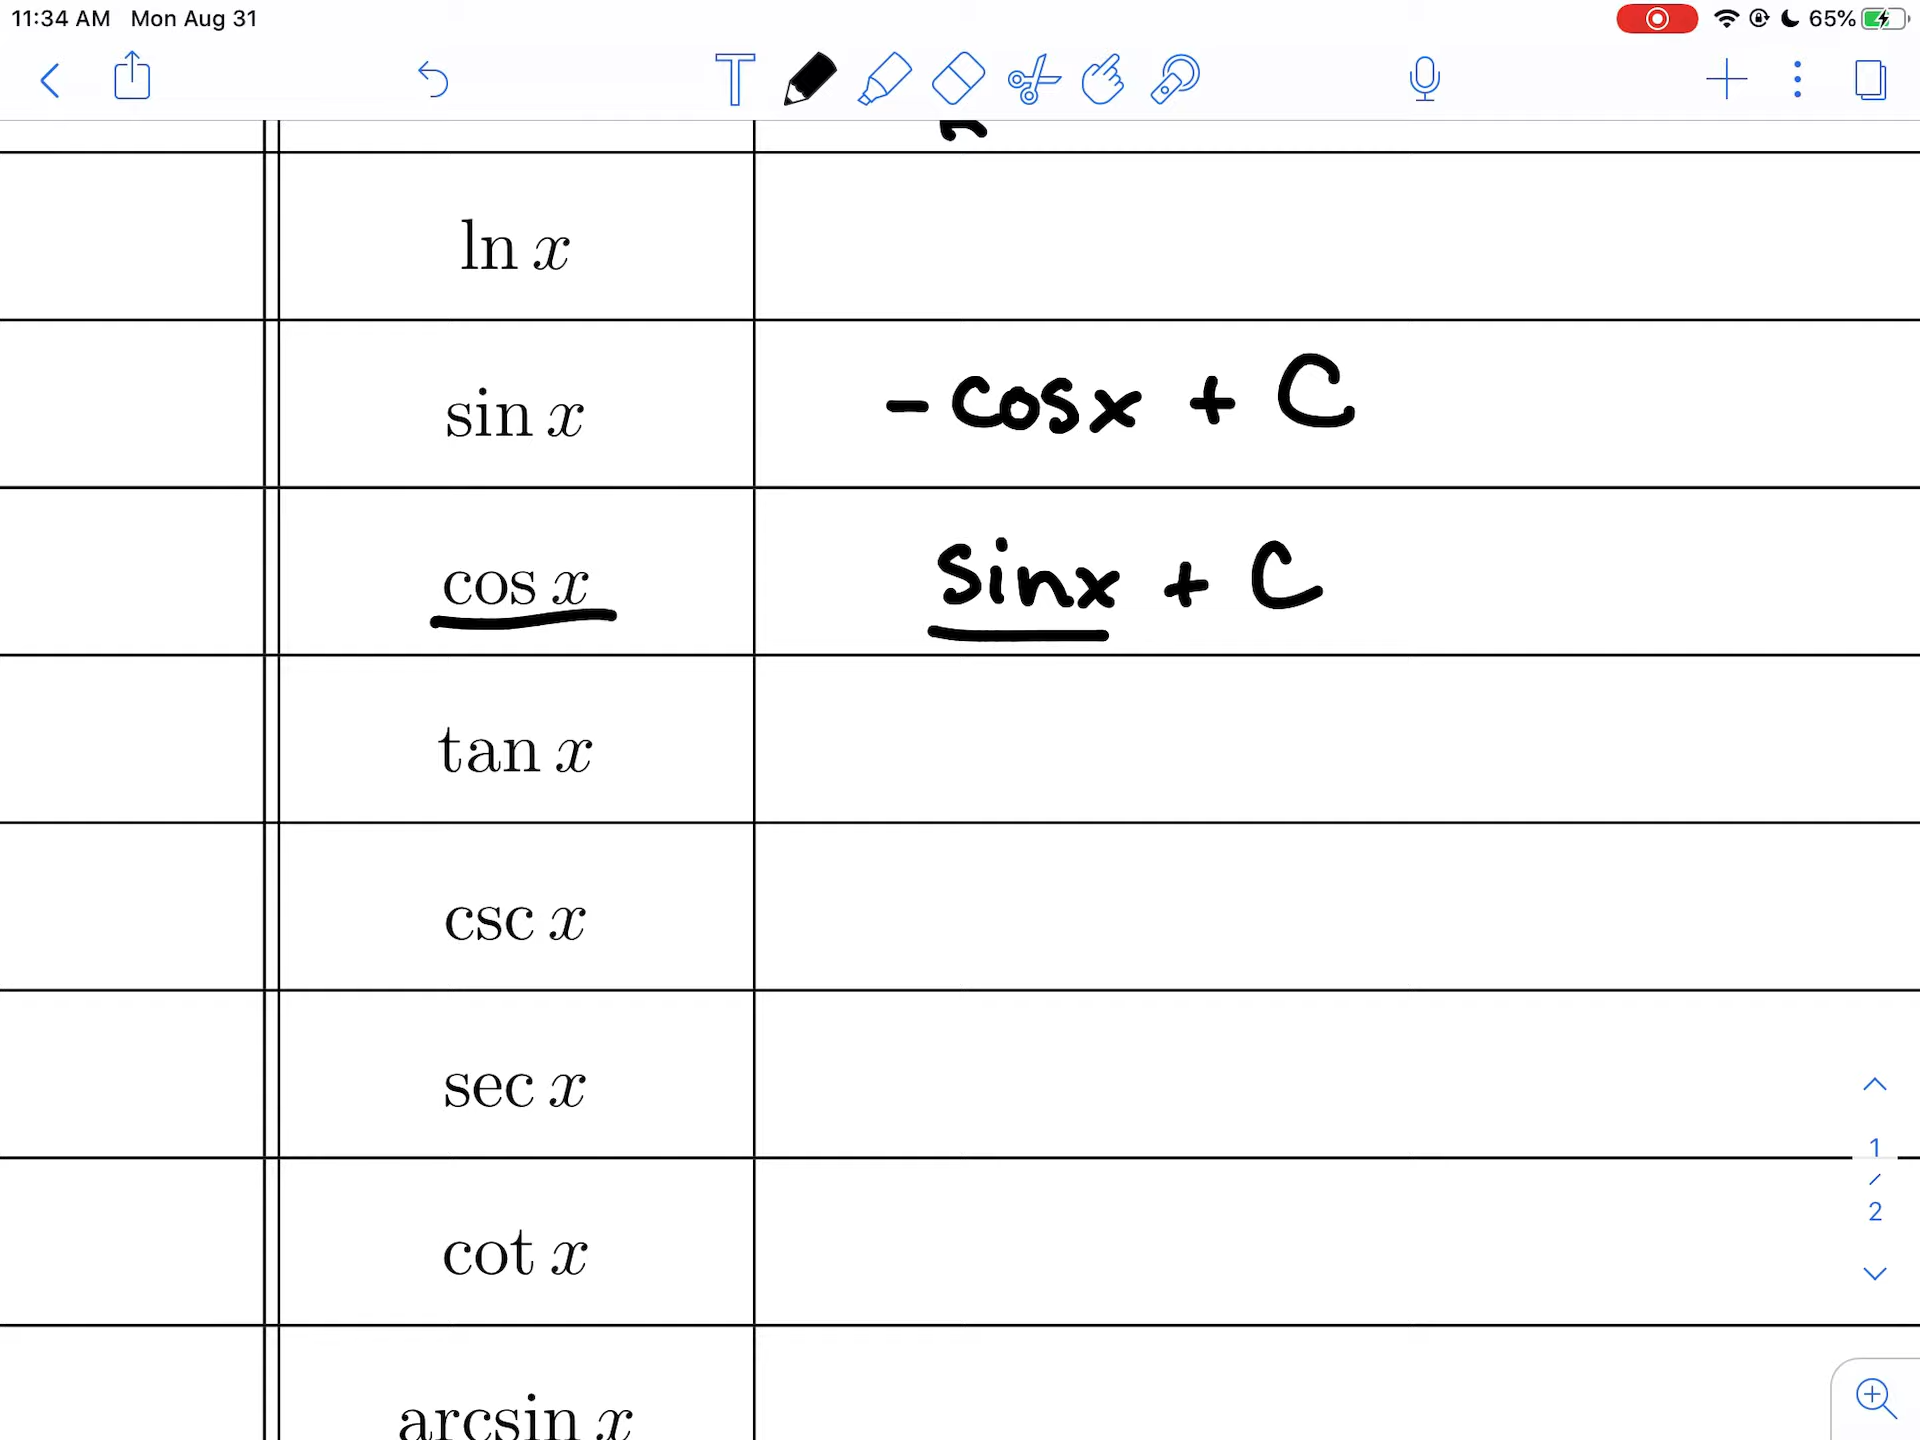 11:34 AM Mon Aug 31 65%
T
ln x
sin x -cosx + C
cos x sinx + C
tan x
csc x
sec x
1
/
2
cot x
arcsin x